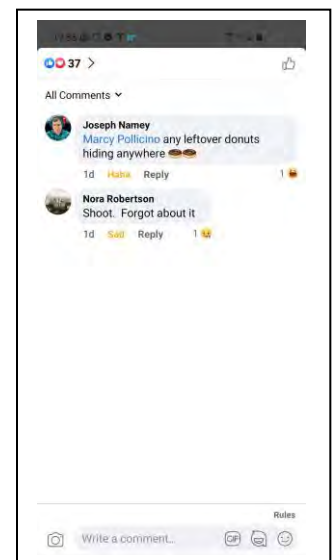 37 >
All Comments
Joseph Namey
Marcy Pollicino any leftover donuts
hiding anywhere 🍩🍩
1d Haha Reply 1
Nora Robertson
Shoot. Forgot about it
1d Sad Reply 1
Rules
Write a comment...
GIF